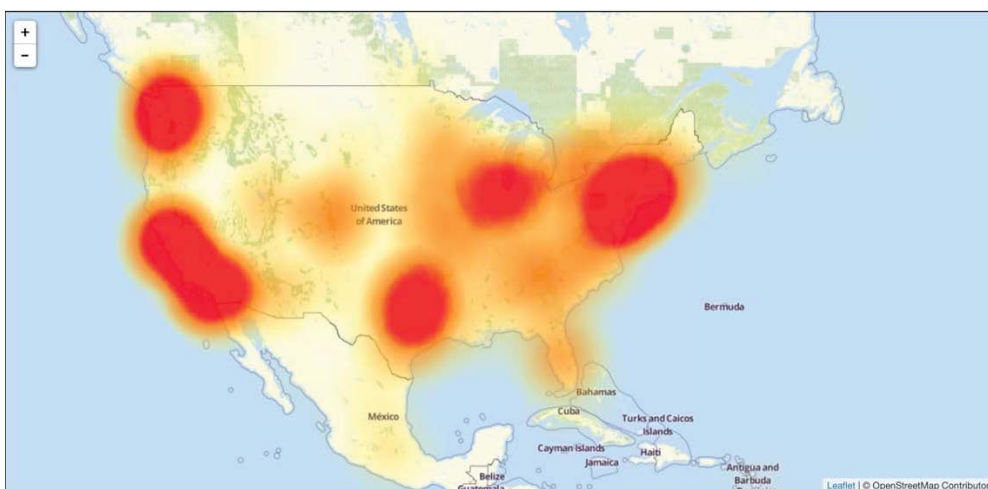 +
−
United States
of America
Bermuda
Bahamas
México
Cuba
Turks and Caicos
Islands
Cayman Islands
Haiti
Jamaica
Antigua and
Barbuda
Belize
Guatemala
Leaflet | © OpenStreetMap Contributor